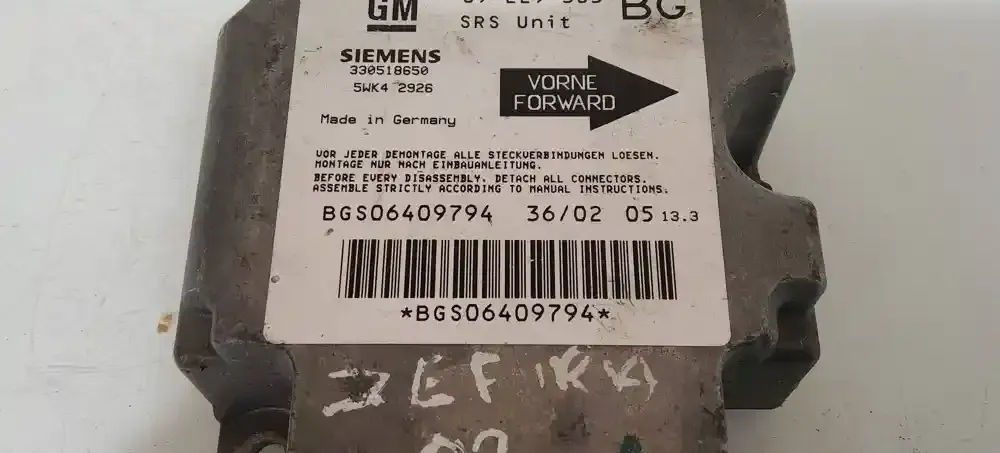 GM
BG
SRS Unit
SIEMENS
330518650
5WK4 2926
VORNE
FORWARD
Made in Germany
VOR JEDER DEMONTAGE ALLE STECKVERBINDUNGEN LOESEN.
MONTAGE NUR NACH EINBAUANLEITUNG.
BEFORE EVERY DISASSEMBLY. DETACH ALL CONNECTORS.
ASSEMBLE STRICTLY ACCORDING TO MANUAL INSTRUCTIONS.
BGS06409794 36/02 05 13.3
*BGS06409794*
ZEFIRA